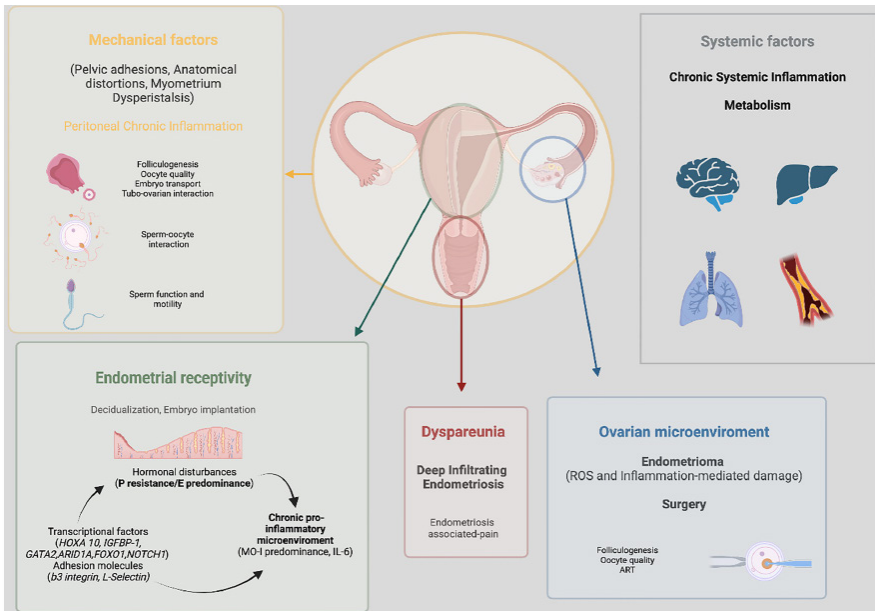 Mechanical factors
(Pelvic adhesions, Anatomical
distortions, Myometrium
Dysperistalsis)
Peritoneal Chronic Inflammation
Folliculogenesis
Oocyte quality
Embryo transport
Tubo-ovarian interaction
Sperm-oocyte
interaction
Sperm function and
motility
Systemic factors
Chronic Systemic Inflammation
Metabolism
Endometrial receptivity
Decidualization, Embryo implantation
Hormonal disturbances
(P resistance/E predominance)
Transcriptional factors
(HOXA 10, IGFBP-1,
GATA2,ARID1A,FOXO1,NOTCH1)
Adhesion molecules
(b3 integrin, L-Selectin)
Chronic pro-
inflammatory
microenviroment
(MO-I predominance, IL-6)
Dyspareunia
Deep Infiltrating
Endometriosis
Endometriosis
associated-pain
Ovarian microenviroment
Endometrioma
(ROS and Inflammation-mediated damage)
Surgery
Folliculogenesis
Oocyte quality
ART